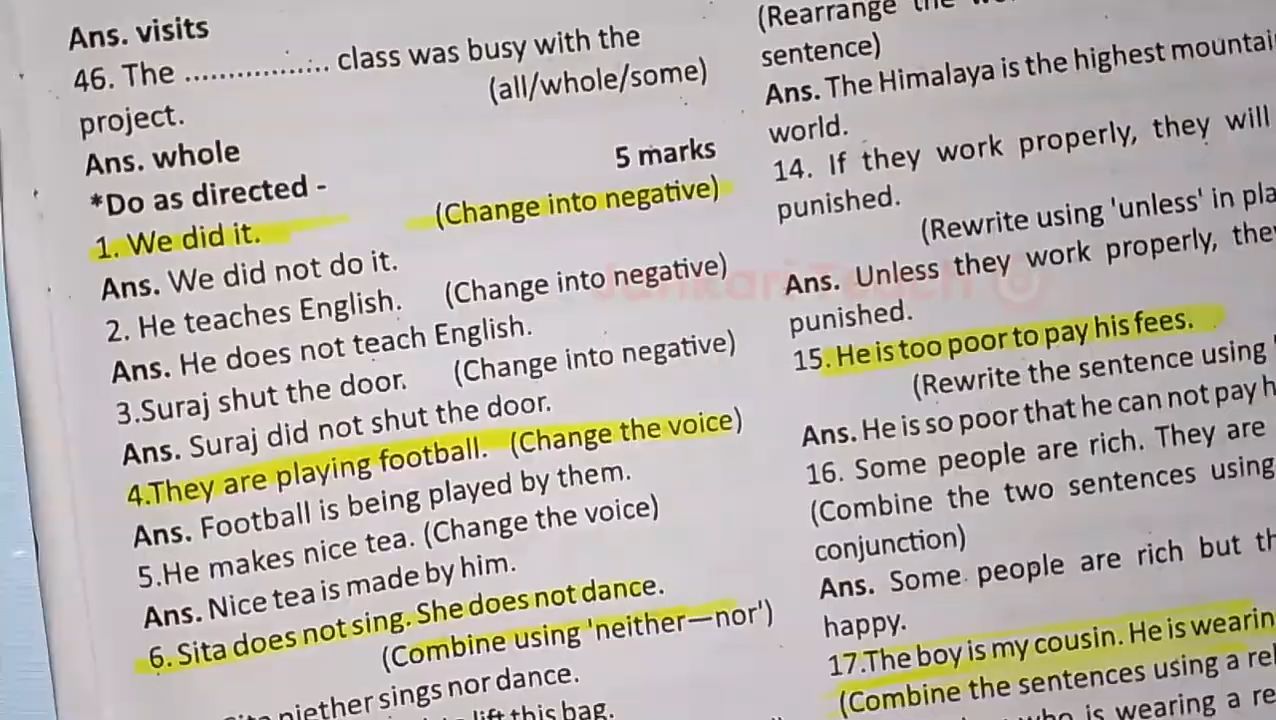 Ans. visits
46. The .................. class was busy with the
project. (all/whole/some)
Ans. whole
*Do as directed - 5 marks
1. We did it. (Change into negative)
Ans. We did not do it.
2. He teaches English. (Change into negative)
Ans. He does not teach English.
3.Suraj shut the door. (Change into negative)
Ans. Suraj did not shut the door.
4.They are playing football. (Change the voice)
Ans. Football is being played by them.
5.He makes nice tea. (Change the voice)
Ans. Nice tea is made by him.
6. Sita does not sing. She does not dance.
(Combine using 'neither—nor')
niether sings nor dance.
lift this bag.
(Rearrange the
sentence)
Ans. The Himalaya is the highest
world.
14. If they work properly, they will
punished.
(Rewrite using 'unless' in
Ans. Unless they work properly,
punished.
15. He is too poor to pay his fees.
(Rewrite the sentence using
Ans. He is so poor that he can not pay
16. Some people are rich. They are
(Combine the two sentences using
conjunction)
Ans. Some people are rich but
happy.
17.The boy is my cousin. He is
(Combine the sentences using a
who is wearing a